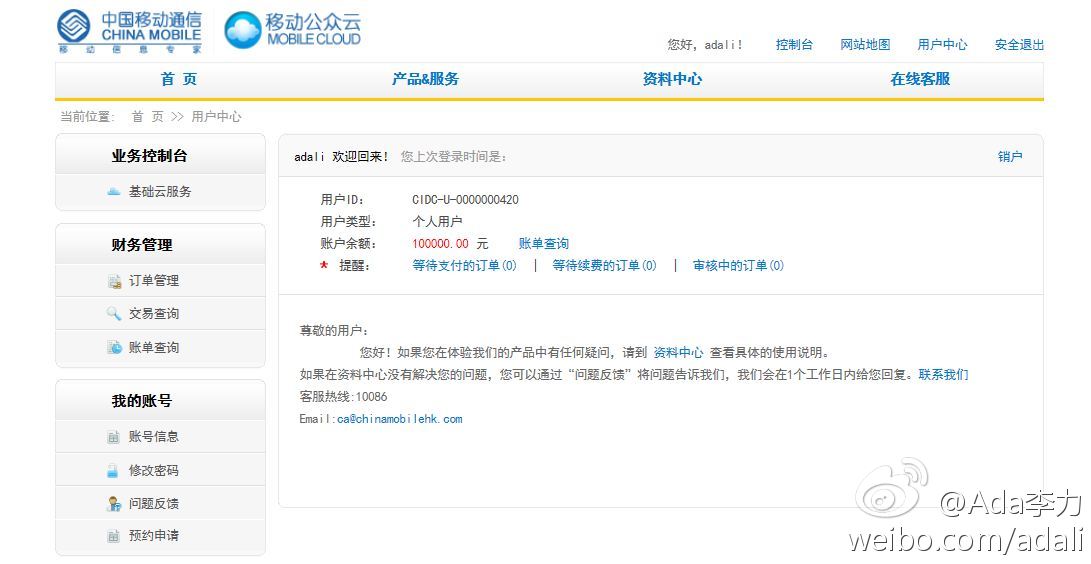 中国移动通信 移动公众云
CHINA MOBILE MOBILE CLOUD
移 动 信 息 专 家
您好, adali! 控制台 网站地图 用户中心 安全退出
首 页 产品&服务 资料中心 在线客服
当前位置: 首 页 >> 用户中心
业务控制台
基础云服务
财务管理
订单管理
交易查询
账单查询
我的账号
账号信息
修改密码
问题反馈
预约申请
adali 欢迎回来! 您上次登录时间是: 销户
用户ID: CIDC-U-0000000420
用户类型: 个人用户
账户余额: 100000.00 元 账单查询
* 提醒: 等待支付的订单(0) | 等待续费的订单(0) | 审核中的订单(0)
尊敬的用户:
您好!如果您在体验我们的产品中有任何疑问,请到 资料中心 查看具体的使用说明。
如果在资料中心没有解决您的问题,您可以通过“问题反馈”将问题告诉我们,我们会在1个工作日内给您回复。联系我们
客服热线:10086
Email:ca@chinamobilehk.com
@Ada李力
weibo.com/adali